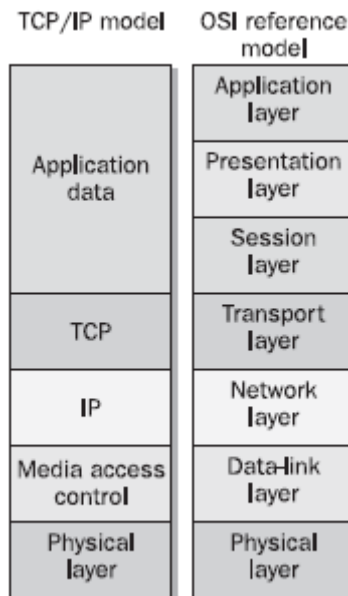 TCP/IP model
Application
data
TCP
IP
Media access
control
Physical
layer
OSI reference
model
Application
layer
Presentation
layer
Session
layer
Transport
layer
Network
layer
Data-link
layer
Physical
layer